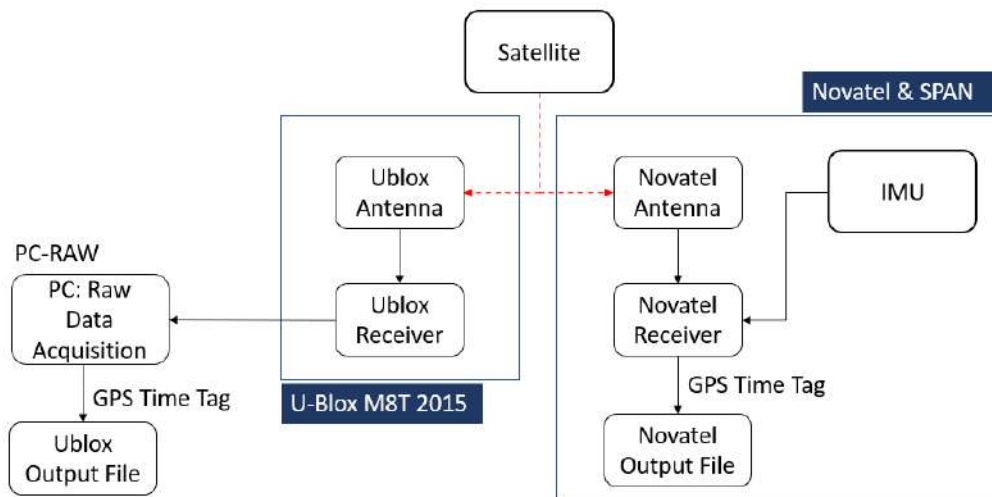 Satellite
Novatel & SPAN
Ublox
Antenna
Novatel
Antenna
IMU
PC-RAW
PC: Raw
Data
Acquisition
Ublox
Receiver
Novatel
Receiver
GPS Time Tag
U-Blox M8T 2015
GPS Time Tag
Ublox
Output File
Novatel
Output File